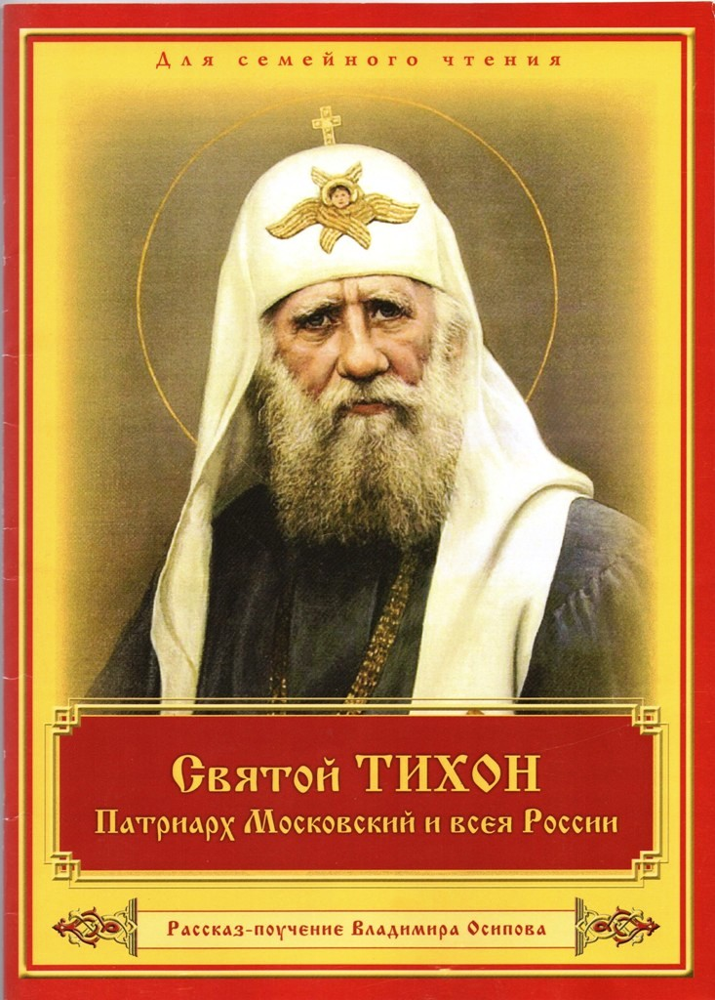 Для семейного чтения
Святой ТИХОН
Патриарх Московский и всея России
Рассказ-поучение Владимира Осипова